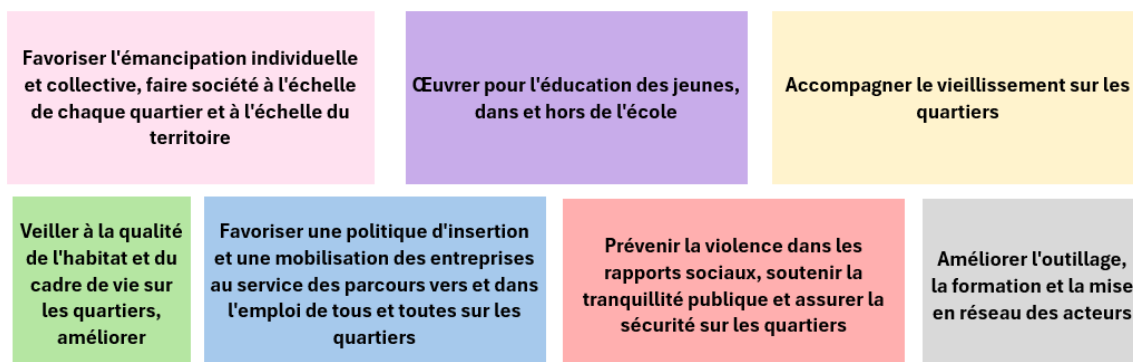 Favoriser l'émancipation individuelle
et collective, faire société à l'échelle
de chaque quartier et à l'échelle du
territoire
Œuvrer pour l'éducation des jeunes,
dans et hors de l'école
Accompagner le vieillissement sur les
quartiers
Veiller à la qualité
de l'habitat et du
cadre de vie sur
les quartiers,
améliorer
Favoriser une politique d'insertion
et une mobilisation des entreprises
au service des parcours vers et dans
l'emploi de tous et toutes sur les
quartiers
Prévenir la violence dans les
rapports sociaux, soutenir la
tranquillité publique et assurer la
sécurité sur les quartiers
Améliorer l'outillage,
la formation et la mise
en réseau des acteurs